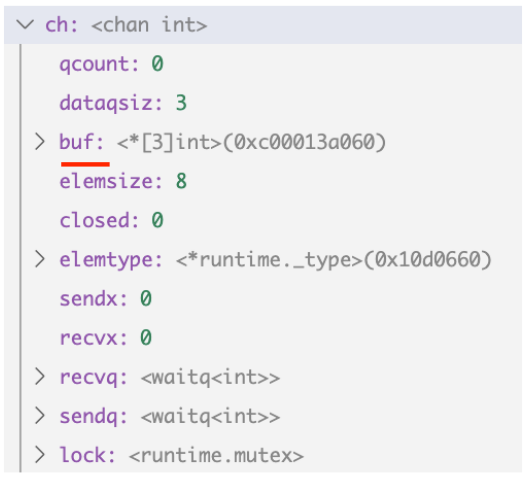 ch: <chan int>
qcount: 0
dataqsiz: 3
buf: <*[3]int>(0xc00013a060)
elemsize: 8
closed: 0
elemtype: <*runtime._type>(0x10d0660)
sendx: 0
recvx: 0
recvq: <waitq<int>>
sendq: <waitq<int>>
lock: <runtime.mutex>